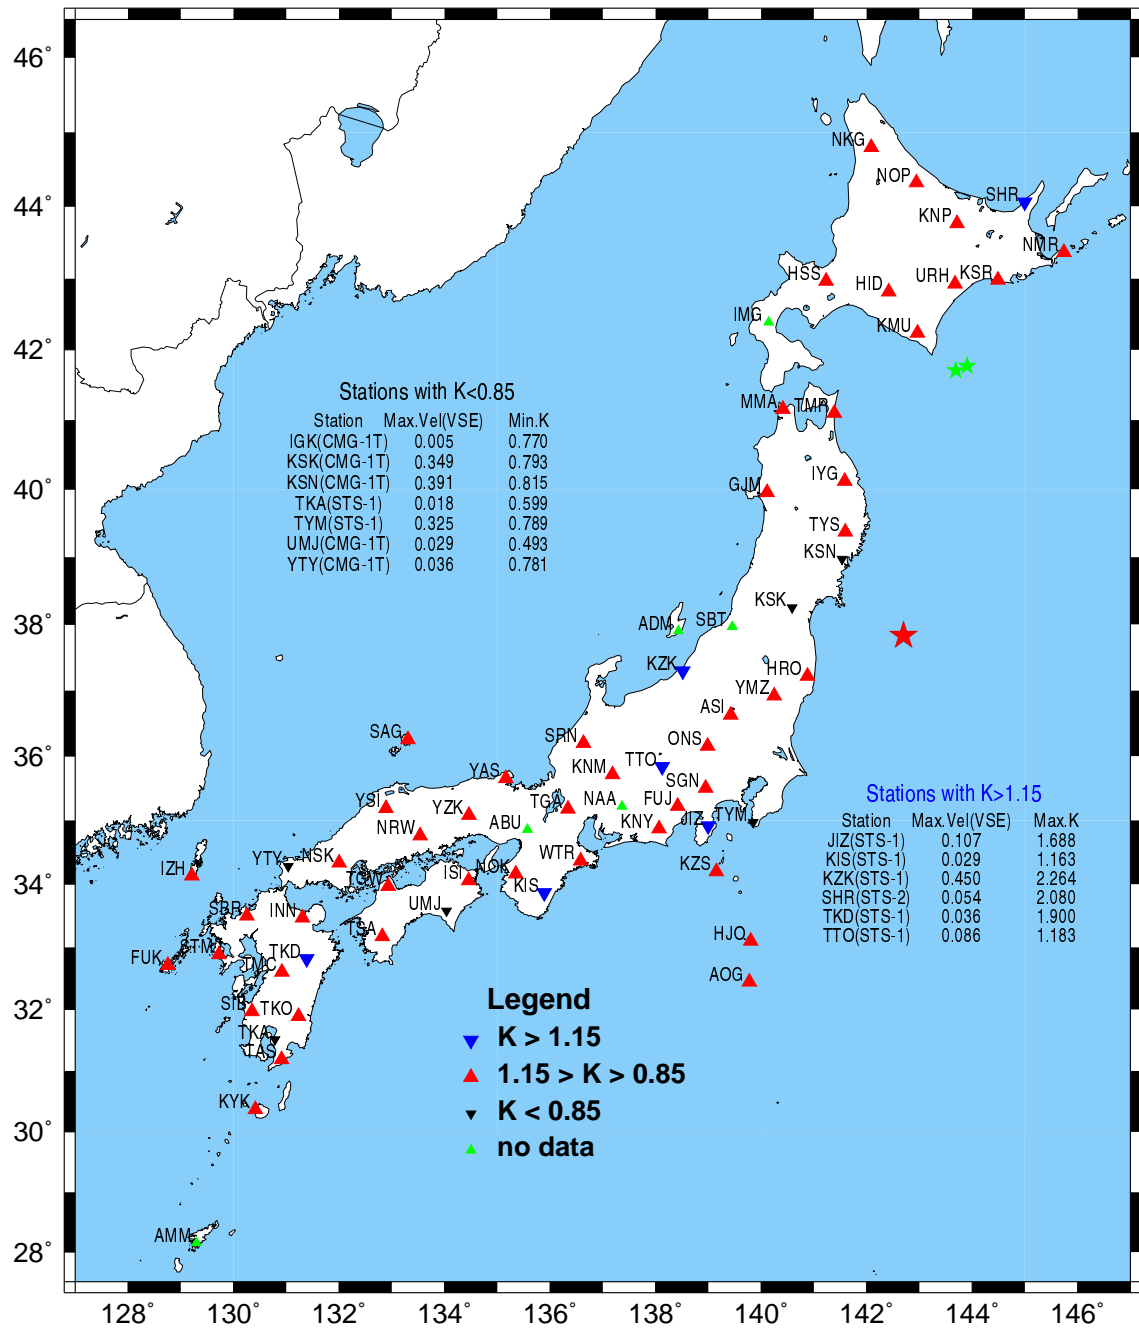 46°
44°
42°
40°
38°
36°
34°
32°
30°
28°
128° 130° 132° 134° 136° 138° 140° 142° 144° 146°
NKG
NOP
SHR
KNP
NMR
HSS
HID
URH
KSR
IMG
KMU
MMA
TMR
IYG
GJM
TYS
KSN
KSK
SBT
ADM
KZK
HRO
YMZ
ASI
SAG
SRN
ONS
TTO
KNM
YAS
SGN
YSI
YZK
TGA
NAA
FUJ
ABU
KNY
JIZ
TYM
NRW
WTR
KZS
NSK
YTY
IZH
TGW
ISI
NOK
KIS
UMJ
SBR
INN
TSA
HJO
STM
FUK
TKD
TMC
AOG
SIB
TKO
TKA
TAS
KYK
AMM
Stations with K<0.85
Station Max.Vel(VSE) Min.K
IGK(CMG-1T) 0.005 0.770
KSK(CMG-1T) 0.349 0.793
KSN(CMG-1T) 0.391 0.815
TKA(STS-1) 0.018 0.599
TYM(STS-1) 0.325 0.789
UMJ(CMG-1T) 0.029 0.493
YTY(CMG-1T) 0.036 0.781
Stations with K>1.15
Station Max.Vel(VSE) Max.K
JIZ(STS-1) 0.107 1.688
KIS(STS-1) 0.029 1.163
KZK(STS-1) 0.450 2.264
SHR(STS-2) 0.054 2.080
TKD(STS-1) 0.036 1.900
TTO(STS-1) 0.086 1.183
Legend
K > 1.15
1.15 > K > 0.85
K < 0.85
no data